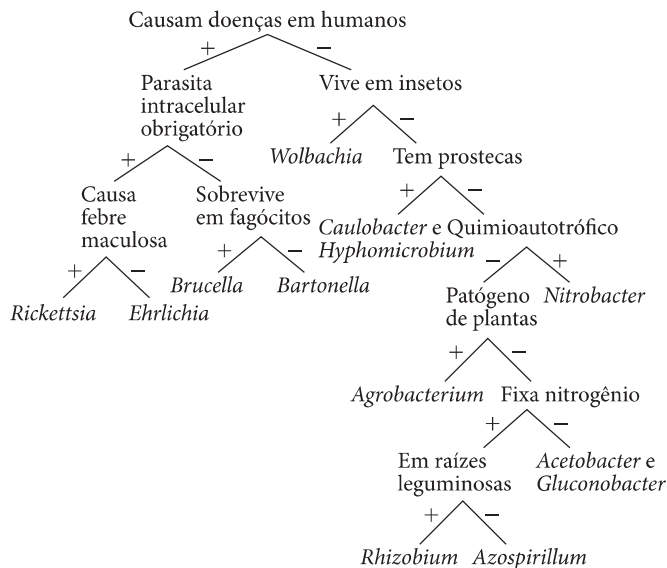 Causam doenças em humanos
+ −
Parasita
intracelular
obrigatório
Vive em insetos
+ −
Wolbachia
Tem prostecas
+ −
Causa
febre
maculosa
Sobrevive
em fagócitos
+ −
Caulobacter e
Hyphomicrobium
Quimioautotrófico
+ −
Rickettsia
Ehrlichia
+ −
Brucella
Bartonella
− +
Patógeno
de plantas
Nitrobacter
+ −
Agrobacterium
Fixa nitrogênio
+ −
Em raízes
leguminosas
Acetobacter e
Gluconobacter
+ −
Rhizobium
Azospirillum